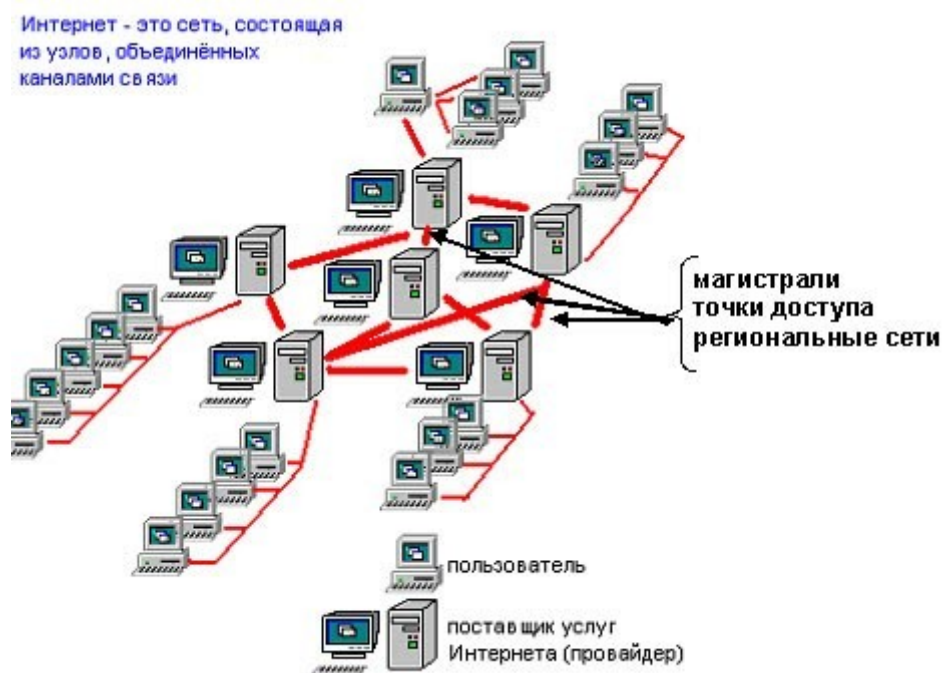 Интернет - это сеть, состоящая
из узлов, объединённых
каналами связи
магистрали
точки доступа
региональные сети
пользователь
поставщик услуг
Интернета (провайдер)